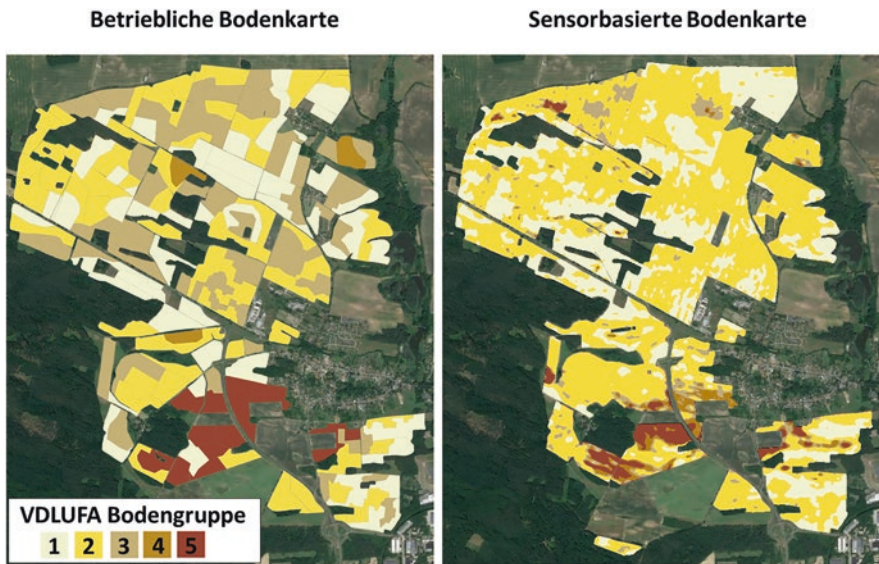 Betriebliche Bodenkarte
Sensorbasierte Bodenkarte
VDLUFA Bodengruppe
1 2 3 4 5